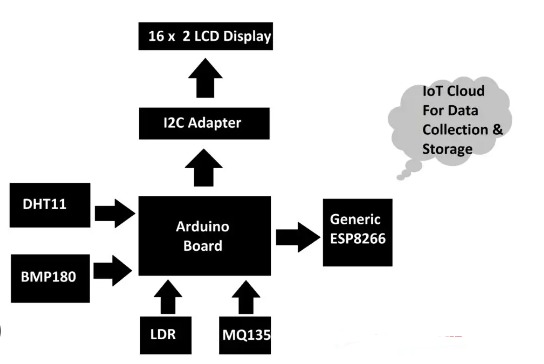 16 x 2 LCD Display
I2C Adapter
IoT Cloud
For Data
Collection &
Storage
DHT11
BMP180
Arduino
Board
Generic
ESP8266
LDR
MQ135